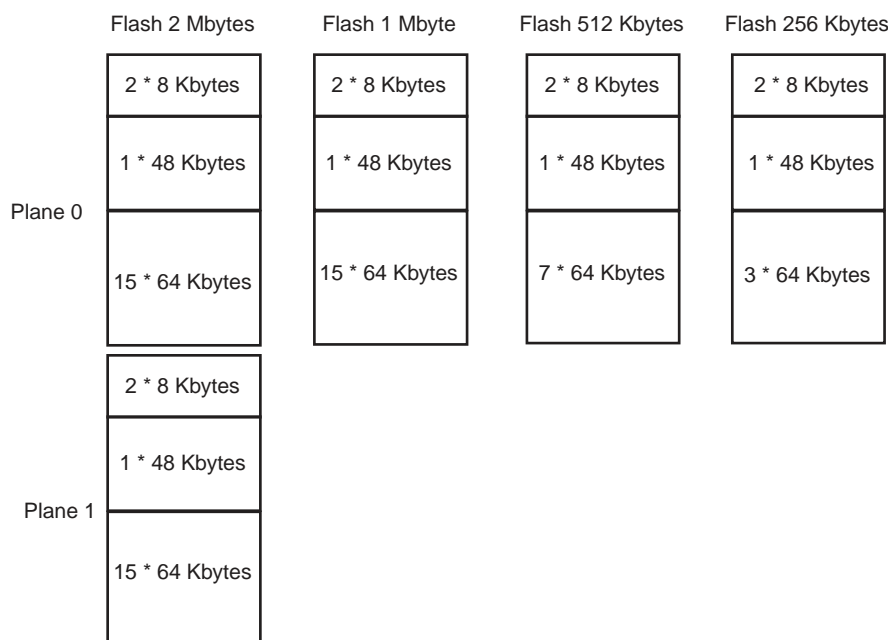 Flash 2 Mbytes Flash 1 Mbyte Flash 512 Kbytes Flash 256 Kbytes
2 * 8 Kbytes 2 * 8 Kbytes 2 * 8 Kbytes 2 * 8 Kbytes
1 * 48 Kbytes 1 * 48 Kbytes 1 * 48 Kbytes 1 * 48 Kbytes
Plane 0
15 * 64 Kbytes 15 * 64 Kbytes 7 * 64 Kbytes 3 * 64 Kbytes
2 * 8 Kbytes
1 * 48 Kbytes
Plane 1
15 * 64 Kbytes